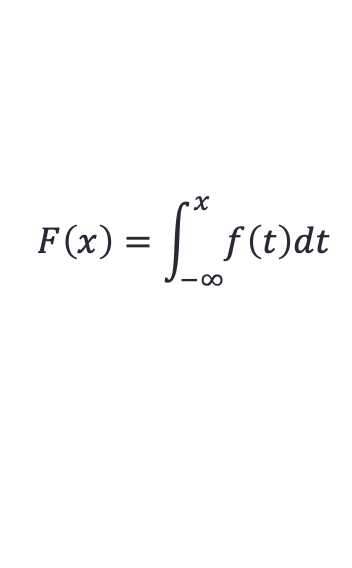 F(x) = ∫_{-∞}^{x} f(t)dt